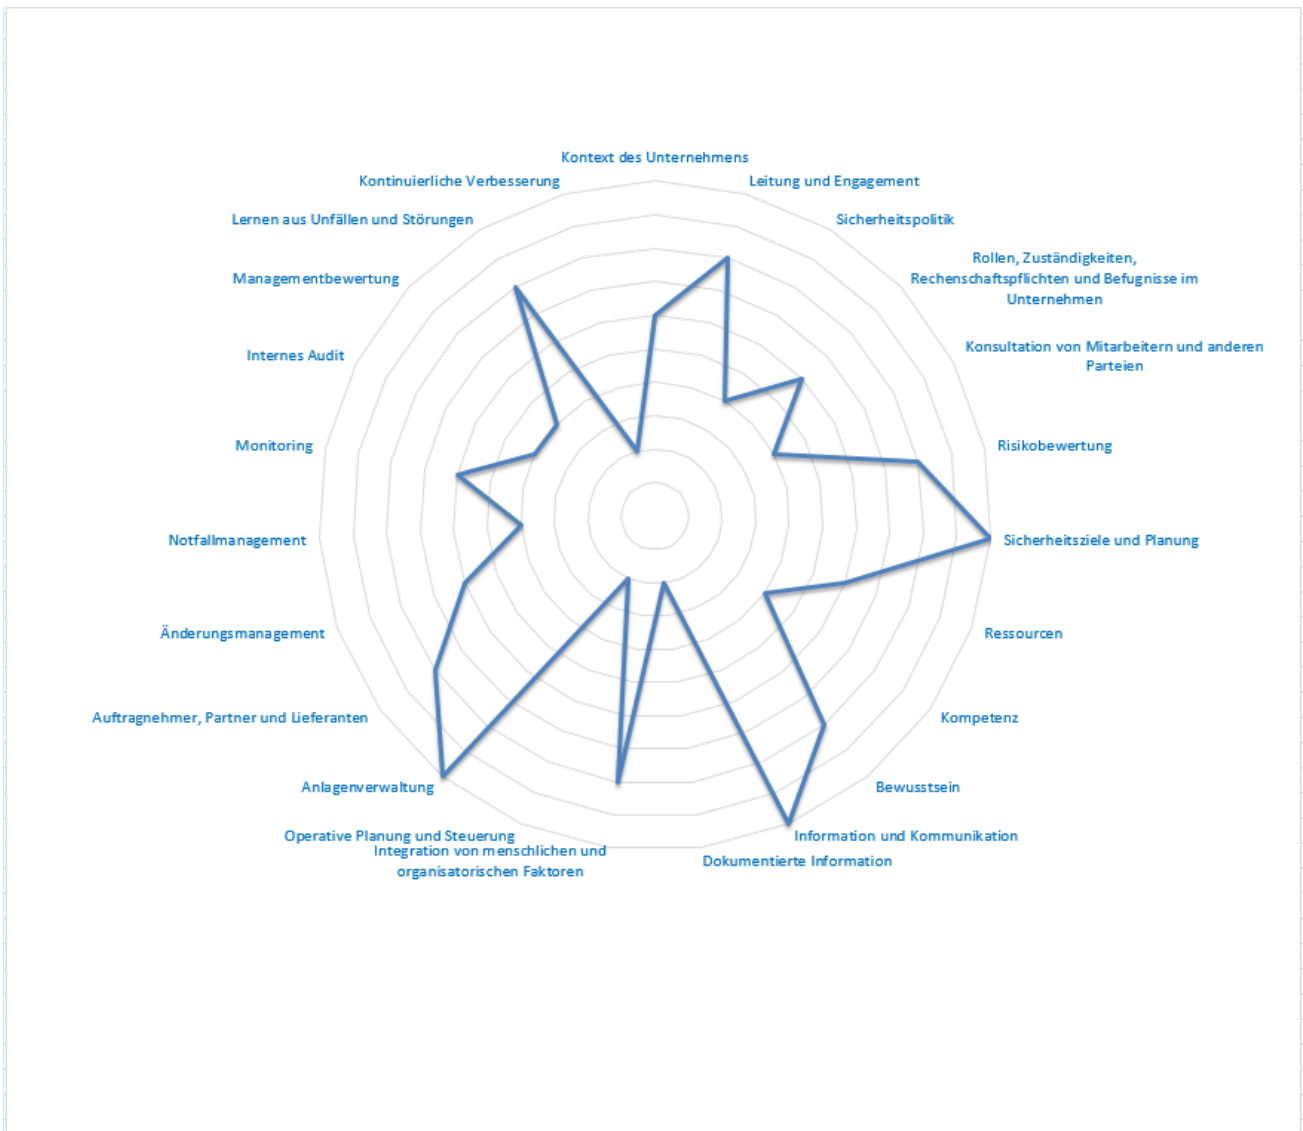 Kontext des Unternehmens
Leitung und Engagement
Sicherheitspolitik
Rollen, Zuständigkeiten,
Rechenschaftspflichten und Befugnisse im
Unternehmen
Konsultation von Mitarbeitern und anderen
Parteien
Risikobewertung
Sicherheitsziele und Planung
Ressourcen
Kompetenz
Bewusstsein
Information und Kommunikation
Dokumentierte Information
Integration von menschlichen und
organisatorischen Faktoren
Operative Planung und Steuerung
Anlagenverwaltung
Auftragnehmer, Partner und Lieferanten
Änderungsmanagement
Notfallmanagement
Monitoring
Internes Audit
Managementbewertung
Lernen aus Unfällen und Störungen
Kontinuierliche Verbesserung